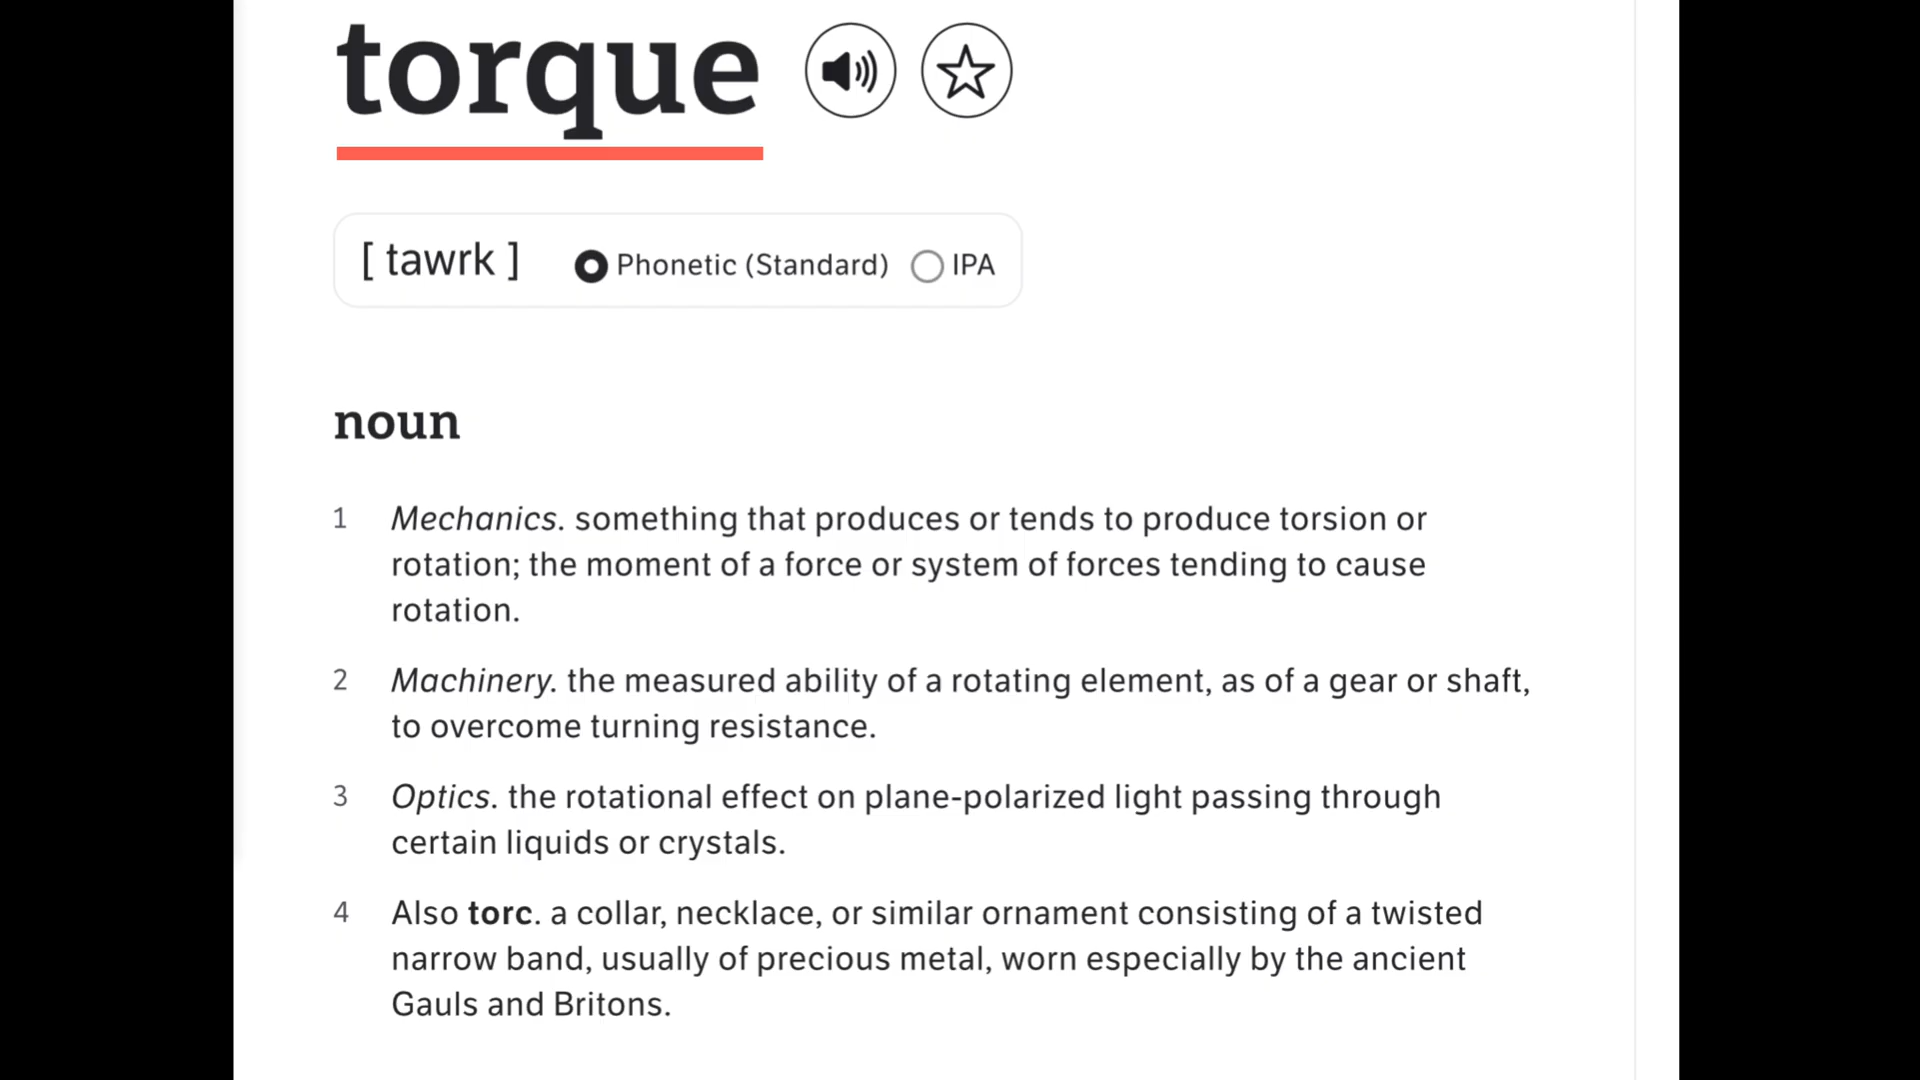 torque
[ tawrk ] Phonetic (Standard) IPA
noun
1 Mechanics. something that produces or tends to produce torsion or
rotation; the moment of a force or system of forces tending to cause
rotation.
2 Machinery. the measured ability of a rotating element, as of a gear or shaft,
to overcome turning resistance.
3 Optics. the rotational effect on plane-polarized light passing through
certain liquids or crystals.
4 Also torc. a collar, necklace, or similar ornament consisting of a twisted
narrow band, usually of precious metal, worn especially by the ancient
Gauls and Britons.